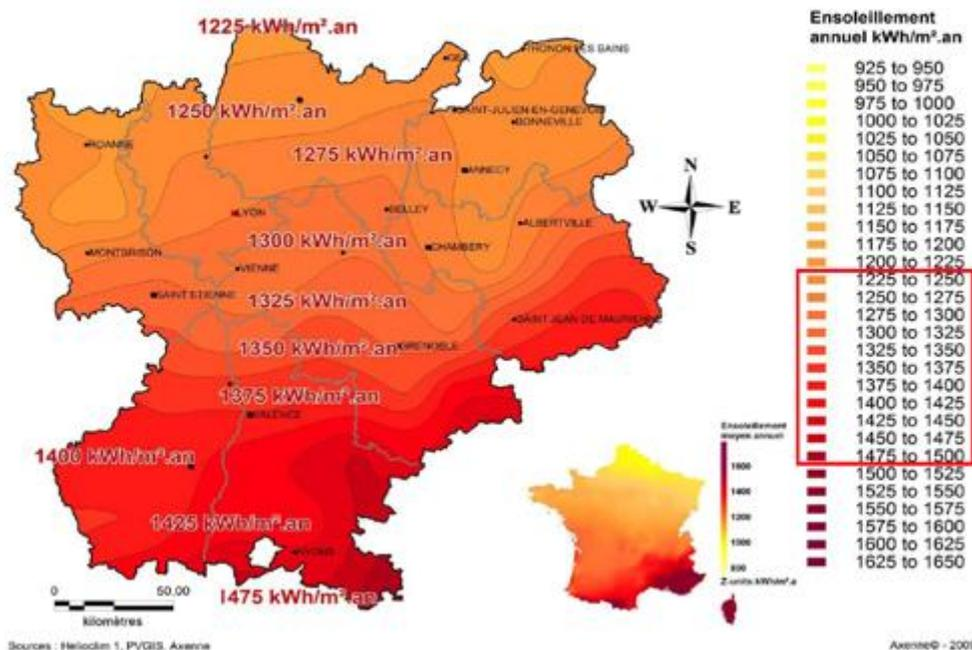 1225 kWh/m².an
THONON LES BAINS
GEX
1250 kWh/m².an
SAINT-JULIEN-EN-GENEVOIS
BONNEVILLE
ROANNE
1275 kWh/m².an
ANNECY
LYON
BELLEY
ALBERTVILLE
1300 kWh/m².an
CHAMBERY
MONTBRISON
VIENNE
SAINT ETIENNE
1325 kWh/m².an
SAINT JEAN DE MAURIENNE
1350 kWh/m².an
GRENOBLE
1375 kWh/m².an
VALENCE
1400 kWh/m².an
1425 kWh/m².an
NYONS
1475 kWh/m².an
0
50.00
kilomètres
N
W
E
S
Ensoleillement
moyen annuel
1600
1400
1200
1000
800
Z-units kWh/m².a
Ensoleillement
annuel kWh/m².an
925 to 950
950 to 975
975 to 1000
1000 to 1025
1025 to 1050
1050 to 1075
1075 to 1100
1100 to 1125
1125 to 1150
1150 to 1175
1175 to 1200
1200 to 1225
1225 to 1250
1250 to 1275
1275 to 1300
1300 to 1325
1325 to 1350
1350 to 1375
1375 to 1400
1400 to 1425
1425 to 1450
1450 to 1475
1475 to 1500
1500 to 1525
1525 to 1550
1550 to 1575
1575 to 1600
1600 to 1625
1625 to 1650
Sources : Helioclim 1, PVGIS, Axenne
Axenne© -